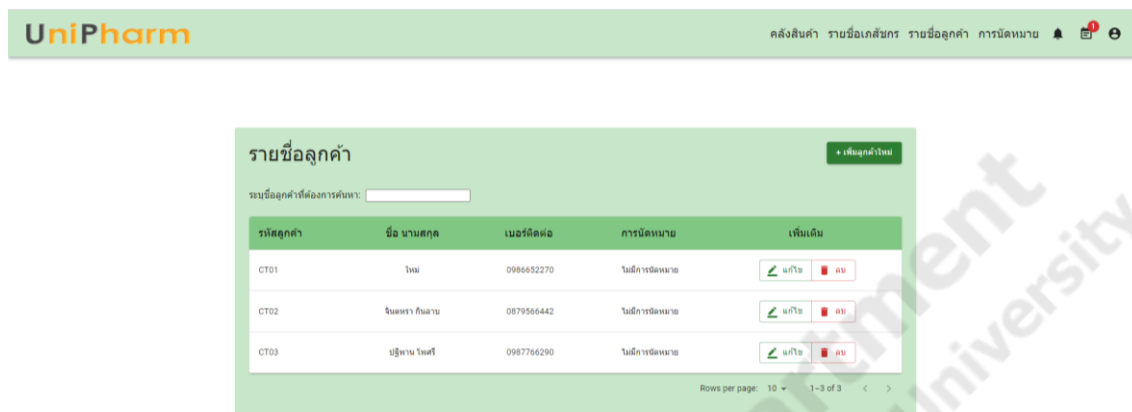 UniPharm
คลังสินค้า รายชื่อเภสัชกร รายชื่อลูกค้า การนัดหมาย 1
รายชื่อลูกค้า
+ เพิ่มลูกค้าใหม่
ระบุชื่อลูกค้าที่ต้องการค้นหา:
รหัสลูกค้า ชื่อ นามสกุล เบอร์ติดต่อ การนัดหมาย เพิ่มเติม
CT01 ใหม่ 0986652270 ไม่มีการนัดหมาย แก้ไข ลบ
CT02 จินตหรา กินลาบ 0879566442 ไม่มีการนัดหมาย แก้ไข ลบ
CT03 ปฐิพาน โพศรี 0987766290 ไม่มีการนัดหมาย แก้ไข ลบ
Rows per page: 10 1–3 of 3